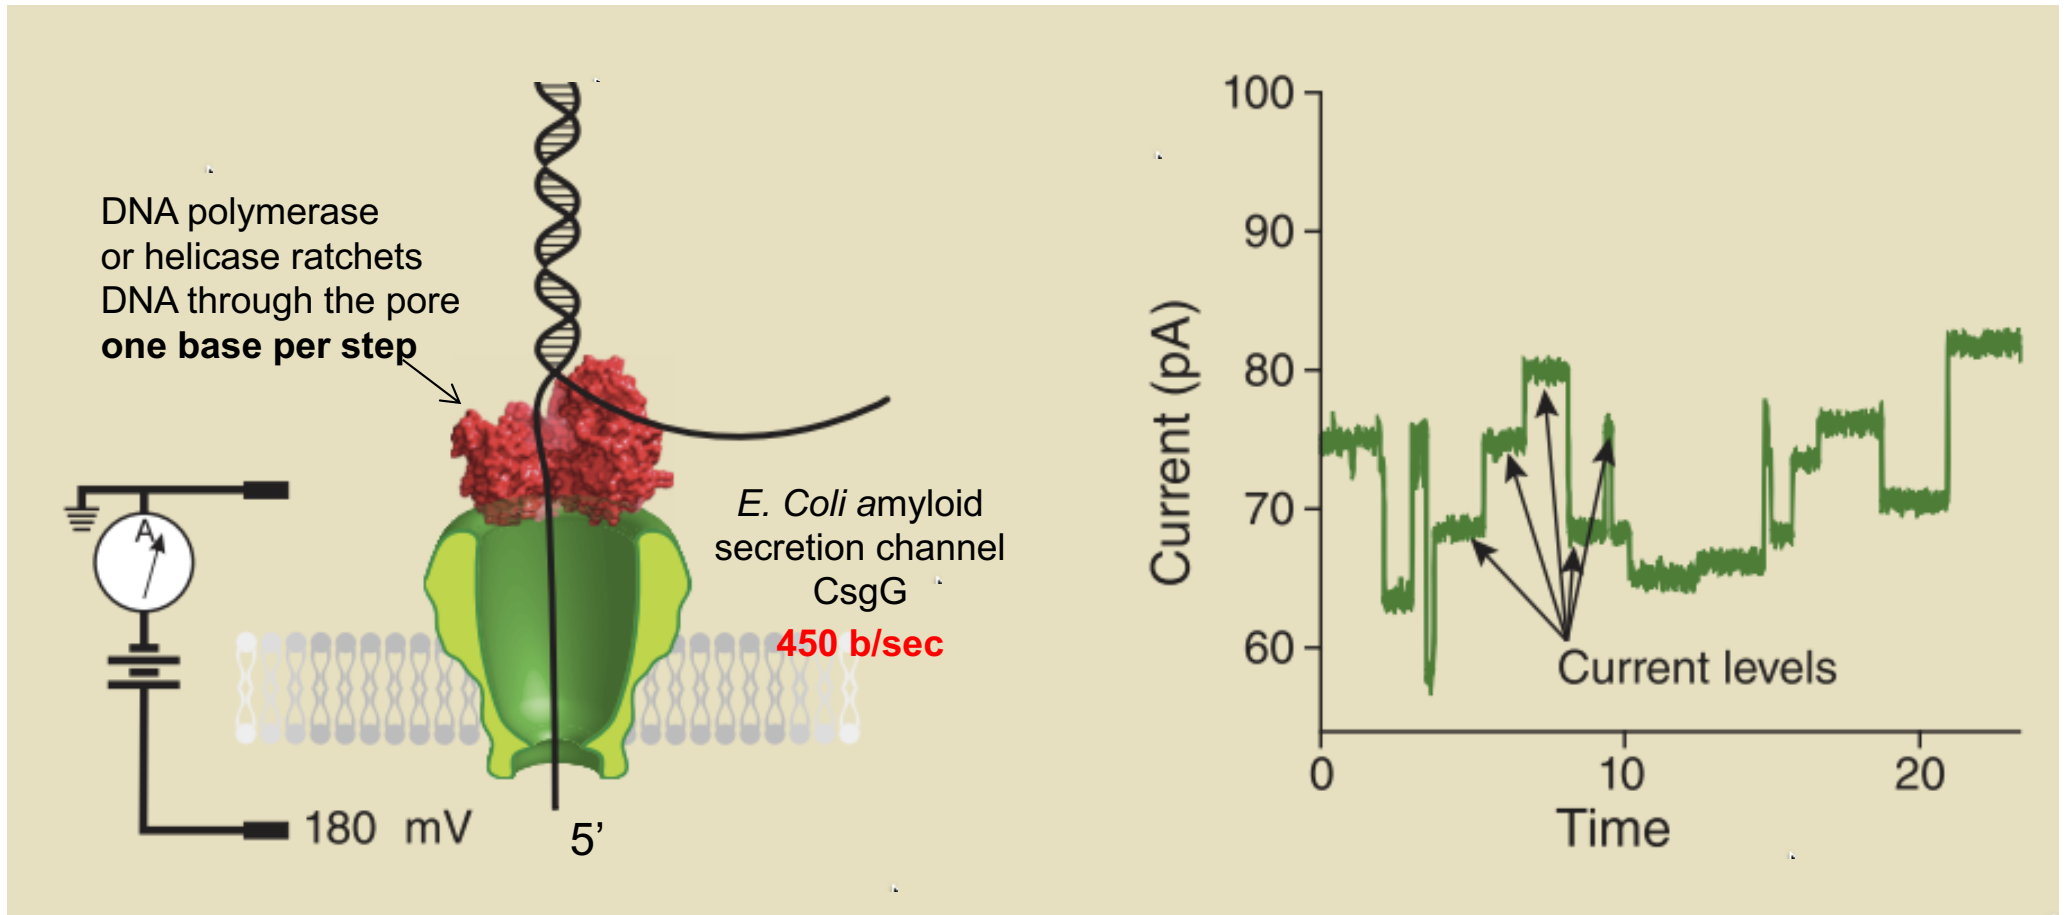 DNA polymerase
or helicase ratchets
DNA through the pore
one base per step
A
E. Coli amyloid
secretion channel
CsgG
450 b/sec
180 mV
5’
Current (pA)
100
90
80
70
60
Current levels
0 10 20
Time